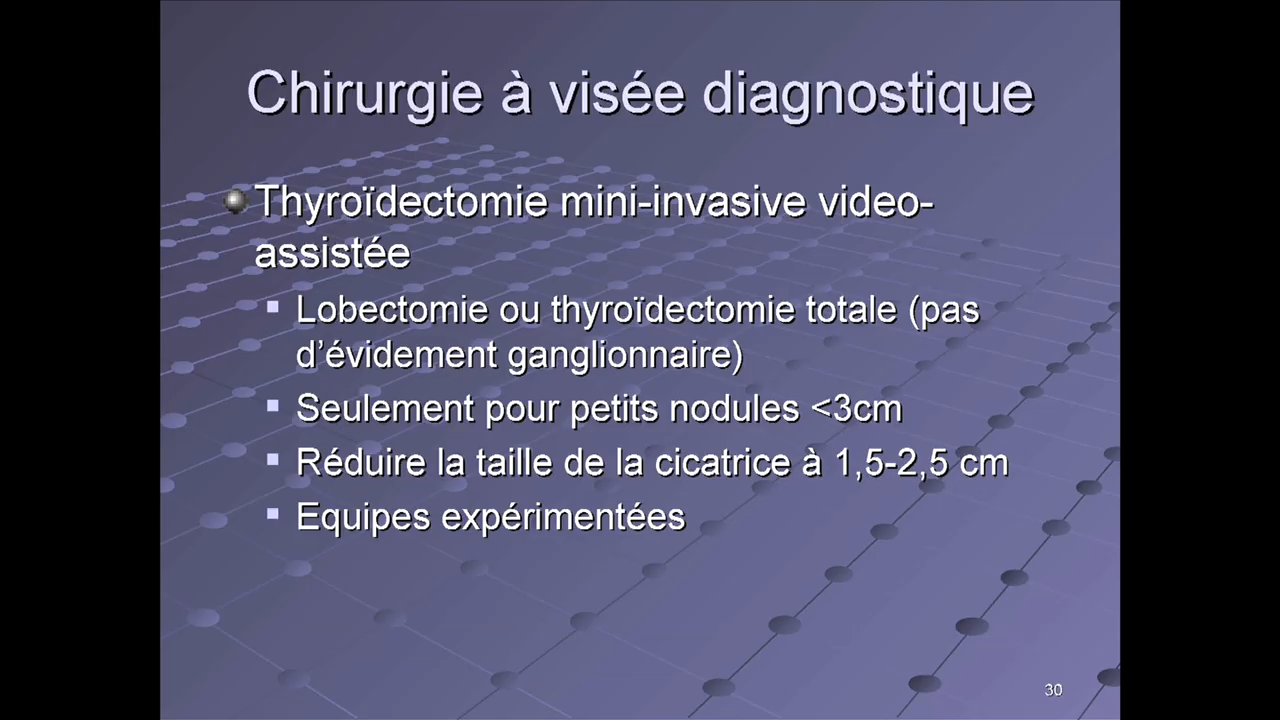 Chirurgie à visée diagnostique
Thyroïdectomie mini-invasive video-
assistée
Lobectomie ou thyroïdectomie totale (pas
d’évidement ganglionnaire)
Seulement pour petits nodules <3cm
Réduire la taille de la cicatrice à 1,5-2,5 cm
Equipes expérimentées
30